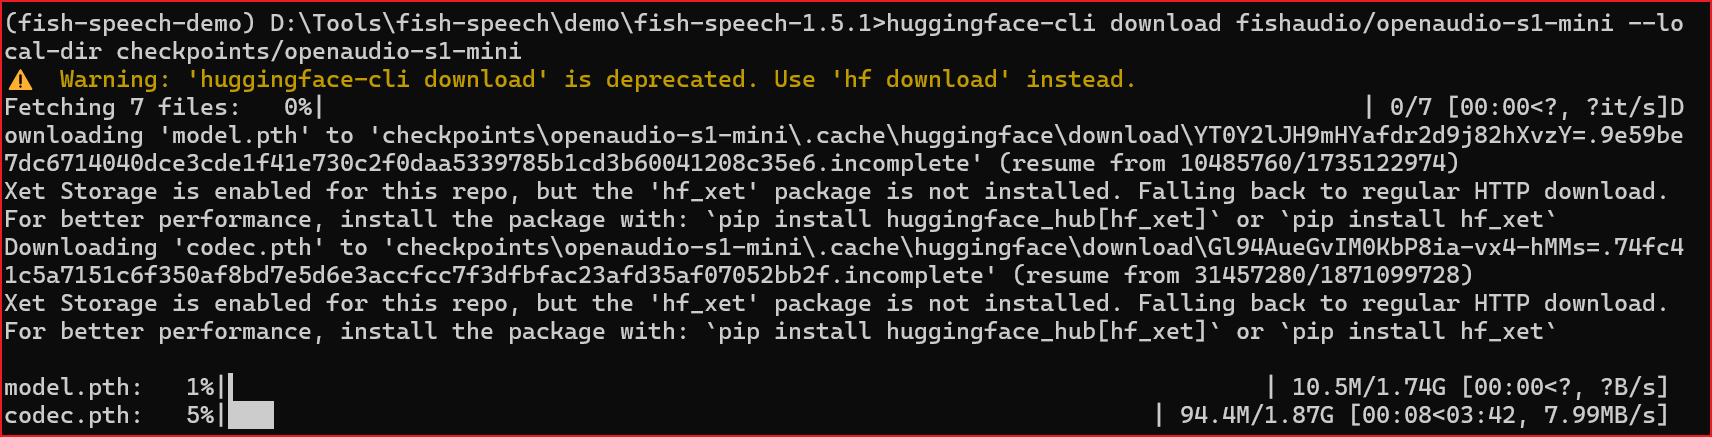 (fish-speech-demo) D:\Tools\fish-speech\demo\fish-speech-1.5.1>huggingface-cli download fishaudio/openaudio-s1-mini --lo
cal-dir checkpoints/openaudio-s1-mini
⚠ Warning: 'huggingface-cli download' is deprecated. Use 'hf download' instead.
Fetching 7 files:   0%|                                                                          | 0/7 [00:00<?, ?it/s]D
ownloading 'model.pth' to 'checkpoints\openaudio-s1-mini\.cache\huggingface\download\YT0Y2lJH9mHYafdr2d9j82hXvzY=.9e59be
7dc6714040dce3cde1f41e730c2f0daa5339785b1cd3b60041208c35e6.incomplete' (resume from 10485760/1735122974)
Xet Storage is enabled for this repo, but the 'hf_xet' package is not installed. Falling back to regular HTTP download.
For better performance, install the package with: `pip install huggingface_hub[hf_xet]` or `pip install hf_xet`
Downloading 'codec.pth' to 'checkpoints\openaudio-s1-mini\.cache\huggingface\download\Gl94AueGvIM0KbP8ia-vx4-hMMs=.74fc4
1c5a7151c6f350af8bd7e5d6e3accfcc7f3dfbfac23afd35af07052bb2f.incomplete' (resume from 31457280/1871099728)
Xet Storage is enabled for this repo, but the 'hf_xet' package is not installed. Falling back to regular HTTP download.
For better performance, install the package with: `pip install huggingface_hub[hf_xet]` or `pip install hf_xet`
model.pth:   1%|                                                                          | 10.5M/1.74G [00:00<?, ?B/s]
codec.pth:   5%|                                                                  | 94.4M/1.87G [00:08<03:42, 7.99MB/s]